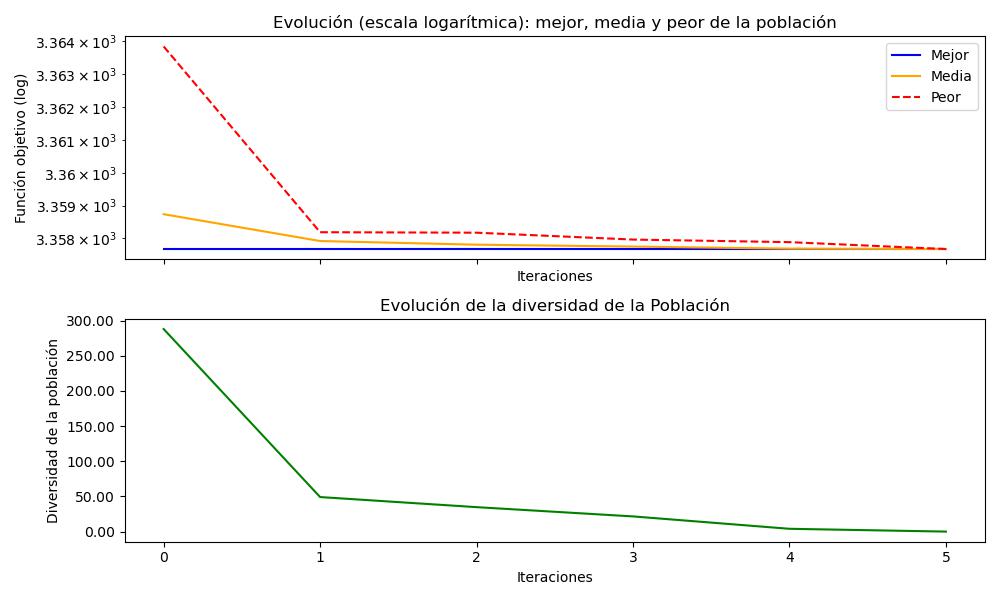 Evolución (escala logarítmica): mejor, media y peor de la población
Función objetivo (log)
3.364 × 10³
3.363 × 10³
3.362 × 10³
3.361 × 10³
3.36 × 10³
3.359 × 10³
3.358 × 10³
Mejor
Media
Peor
Iteraciones
Evolución de la diversidad de la Población
Diversidad de la población
300.00
250.00
200.00
150.00
100.00
50.00
0.00
0 1 2 3 4 5
Iteraciones